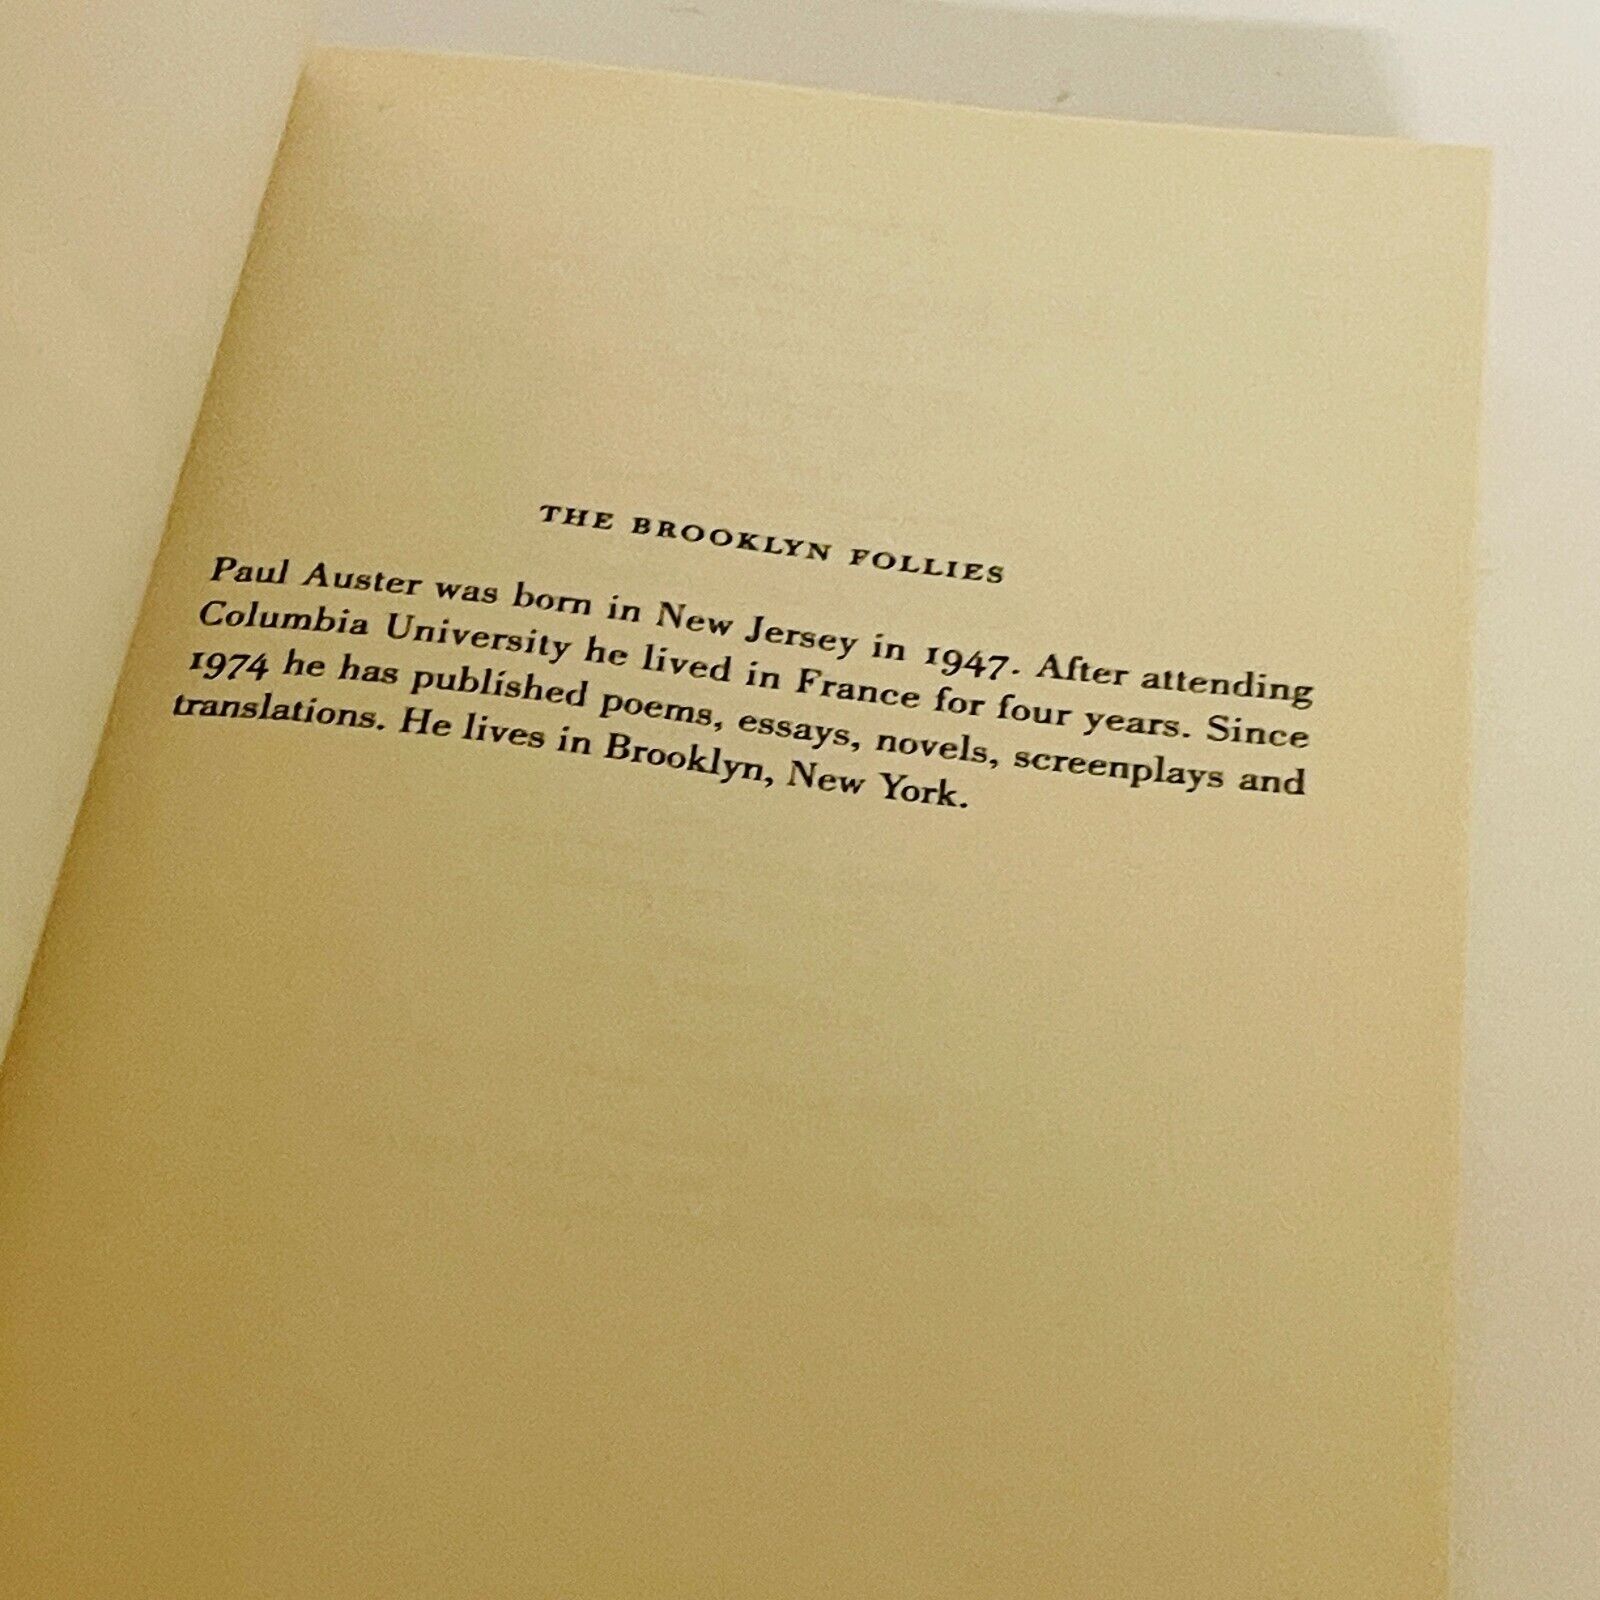 THE BROOKLYN FOLLIES
Paul Auster was born in New Jersey in 1947. After attending
Columbia University he lived in France for four years. Since
1974 he has published poems, essays, novels, screenplays and
translations. He lives in Brooklyn, New York.